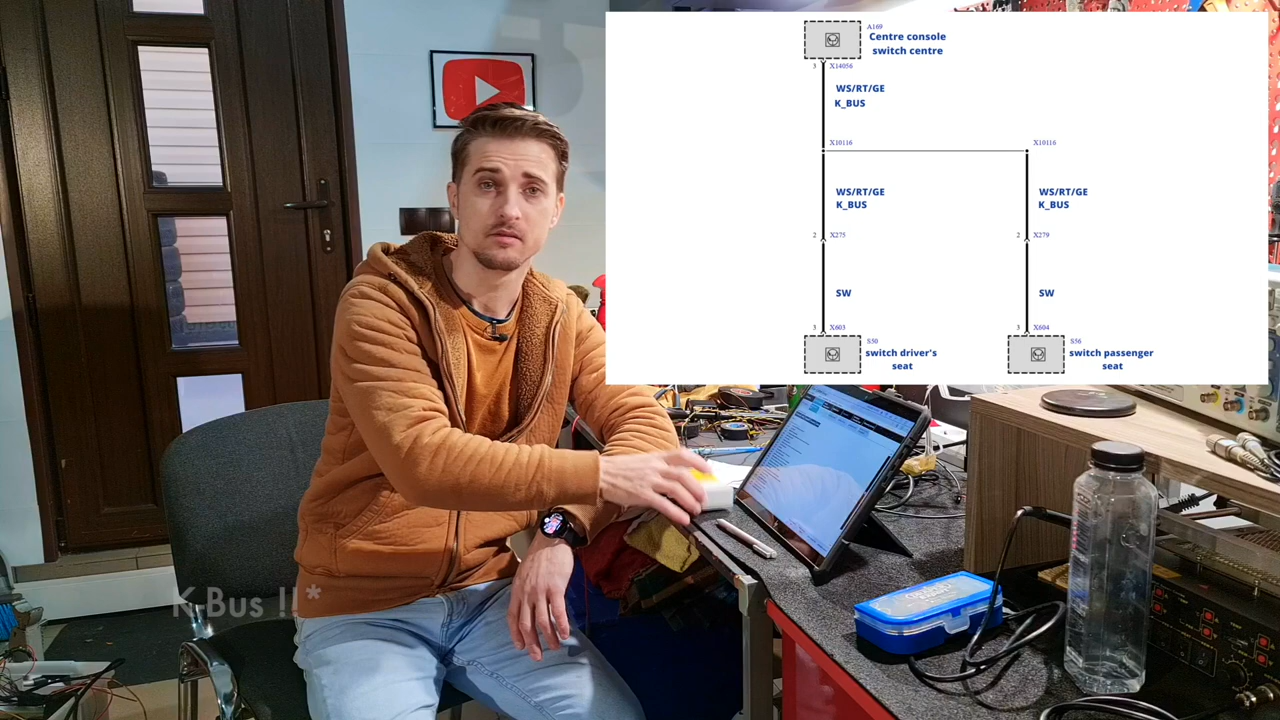 A169
Centre console
switch centre
3 X14056
WS/RT/GE
K_BUS
X10116 X10116
WS/RT/GE WS/RT/GE
K_BUS K_BUS
2 X275 2 X279
SW SW
3 X603 3 X604
S50 S56
switch driver's switch passenger
seat seat
K Bus !!*